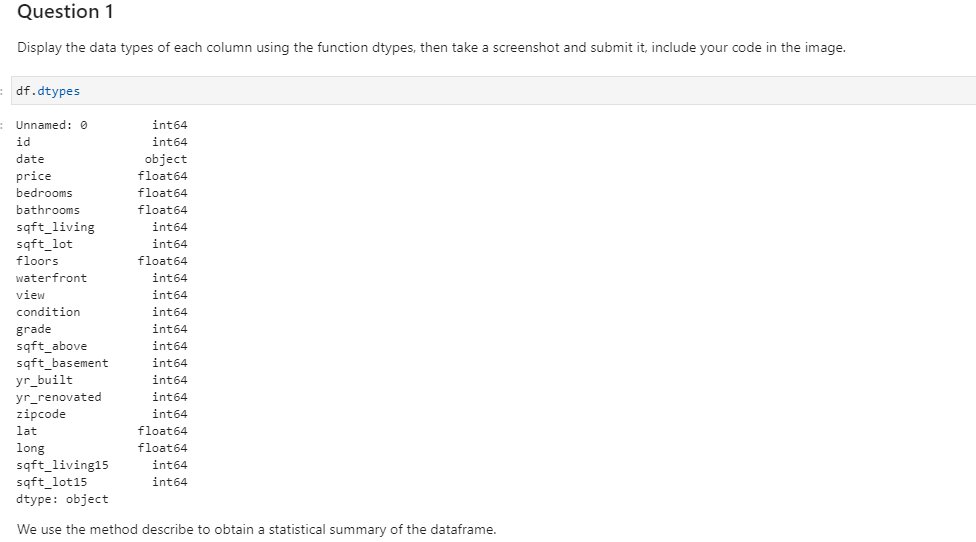 Question 1
Display the data types of each column using the function dtypes, then take a screenshot and submit it, include your code in the image.
: df.dtypes
: Unnamed: 0 int64
id int64
date object
price float64
bedrooms float64
bathrooms float64
sqft_living int64
sqft_lot int64
floors float64
waterfront int64
view int64
condition int64
grade int64
sqft_above int64
sqft_basement int64
yr_built int64
yr_renovated int64
zipcode int64
lat float64
long float64
sqft_living15 int64
sqft_lot15 int64
dtype: object
We use the method describe to obtain a statistical summary of the dataframe.